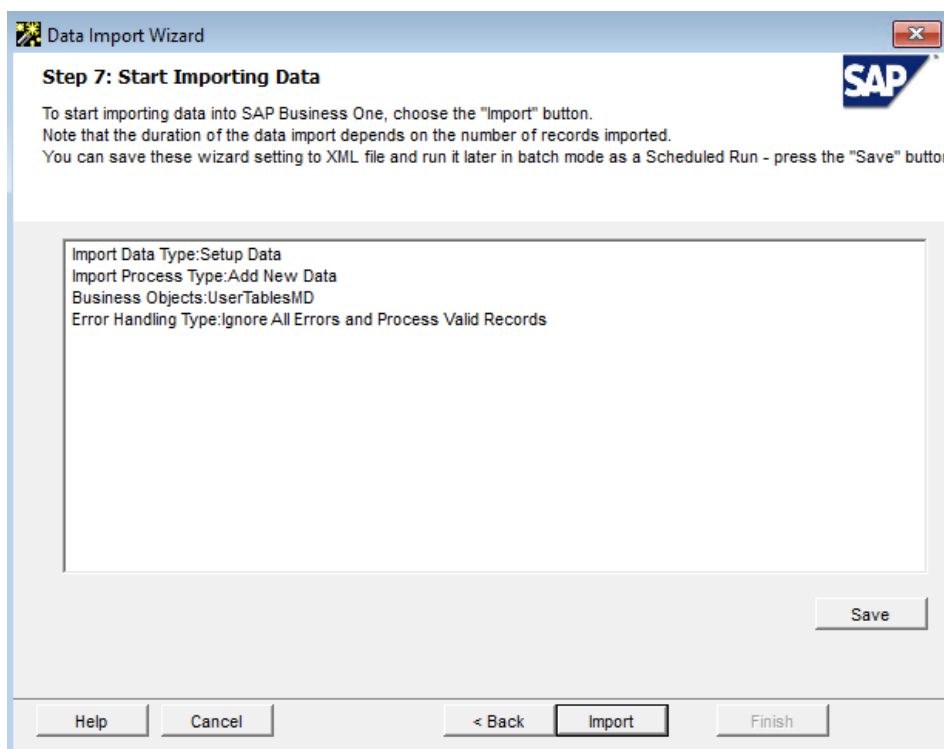 Data Import Wizard
Step 7: Start Importing Data
SAP
To start importing data into SAP Business One, choose the "Import" button.
Note that the duration of the data import depends on the number of records imported.
You can save these wizard setting to XML file and run it later in batch mode as a Scheduled Run - press the "Save" butto
Import Data Type:Setup Data
Import Process Type:Add New Data
Business Objects:UserTablesMD
Error Handling Type:Ignore All Errors and Process Valid Records
Save
Help Cancel < Back Import Finish